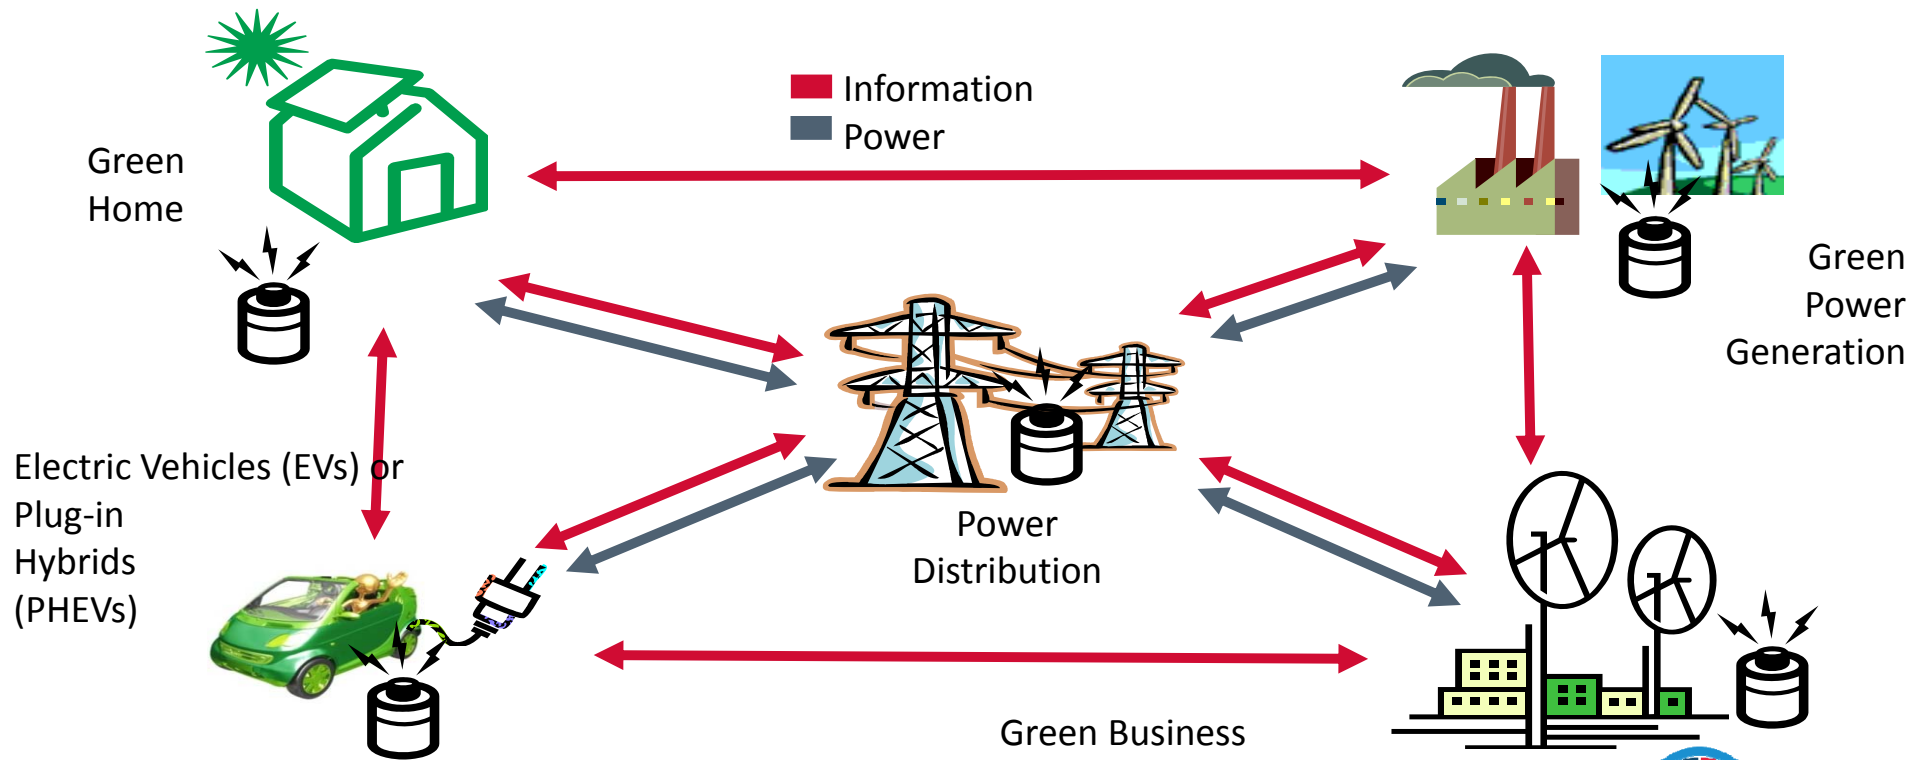 Information
Power
Green
Home
Green
Power
Generation
Electric Vehicles (EVs) or
Plug-in
Hybrids
(PHEVs)
Power
Distribution
Green Business